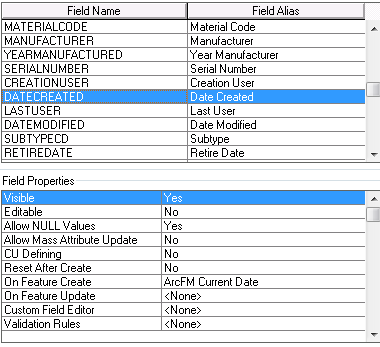 Field Name Field Alias
MATERIALCODE Material Code
MANUFACTURER Manufacturer
YEARMANUFACTURED Year Manufacturer
SERIALNUMBER Serial Number
CREATIONUSER Creation User
DATECREATED Date Created
LASTUSER Last User
DATEMODIFIED Date Modified
SUBTYPECD Subtype
RETIREDATE Retire Date
Field Properties
Visible Yes
Editable No
Allow NULL Values Yes
Allow Mass Attribute Update No
CU Defining No
Reset After Create No
On Feature Create ArcFM Current Date
On Feature Update <None>
Custom Field Editor <None>
Validation Rules <None>